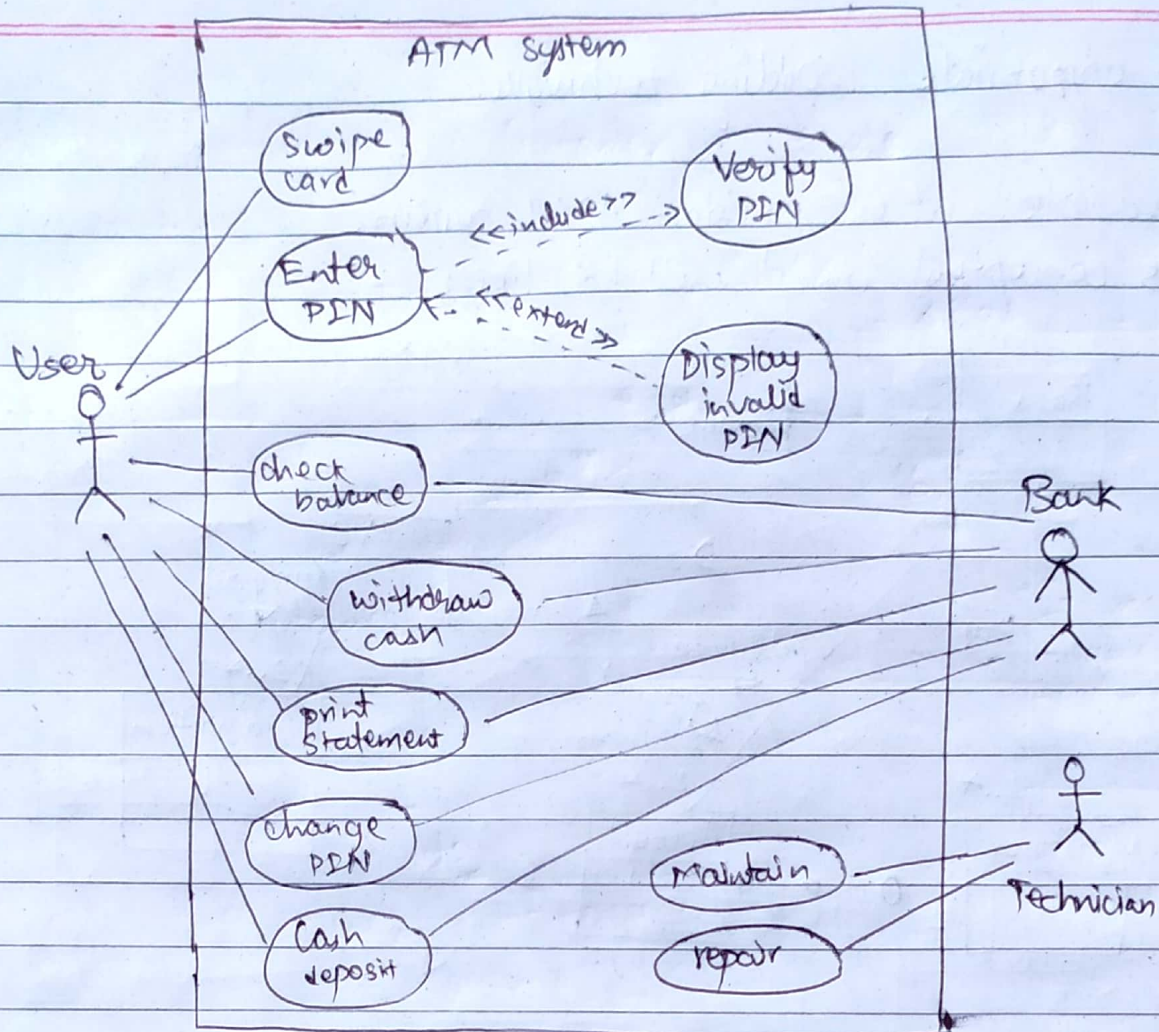 ATM System
Swipe
card
Verify
PIN
<<include>>
Enter
PIN
<<extend>>
User
Display
invalid
PIN
check
balance
Bank
withdraw
cash
print
statement
change
PIN
Maintain
Technician
Cash
deposit
repair